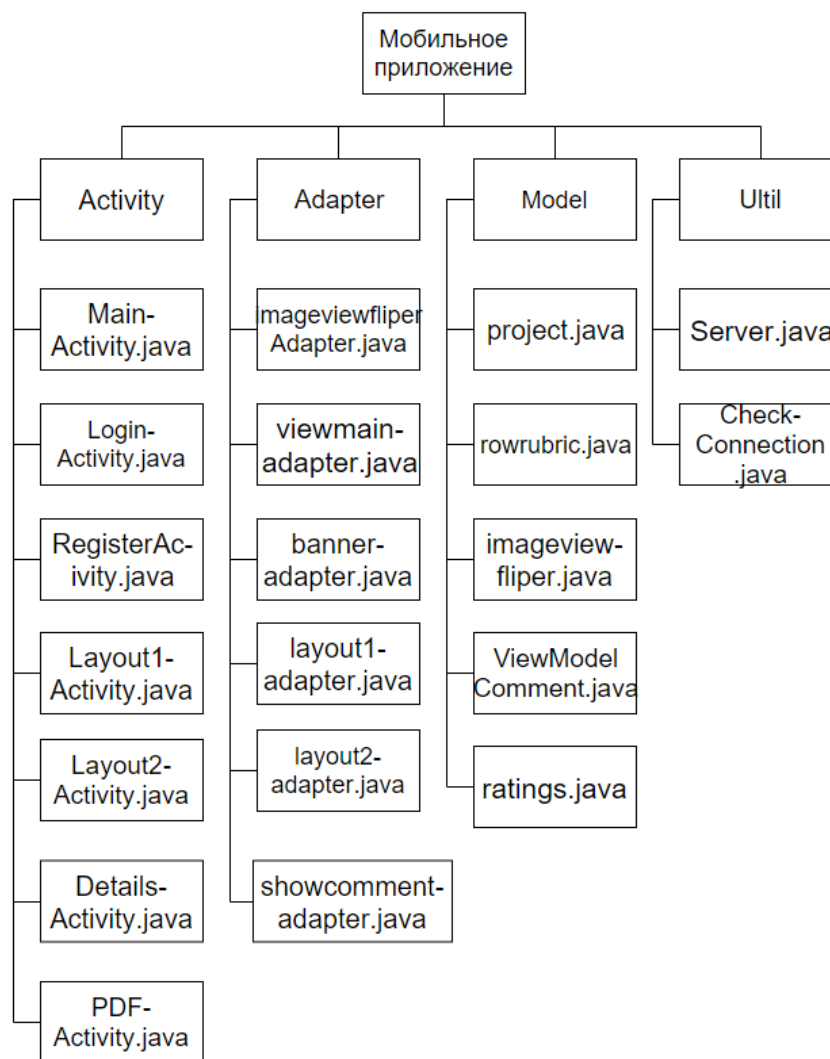 Мобильное
приложение
Activity
Adapter
Model
Ultil
Main-
Activity.java
Login-
Activity.java
RegisterAc-
ivity.java
Layout1-
Activity.java
Layout2-
Activity.java
Details-
Activity.java
PDF-
Activity.java
imageviewfliper
Adapter.java
viewmain-
adapter.java
banner-
adapter.java
layout1-
adapter.java
layout2-
adapter.java
showcomment-
adapter.java
project.java
rowrubric.java
imageview-
fliper.java
ViewModel
Comment.java
ratings.java
Server.java
Check-
Connection
.java